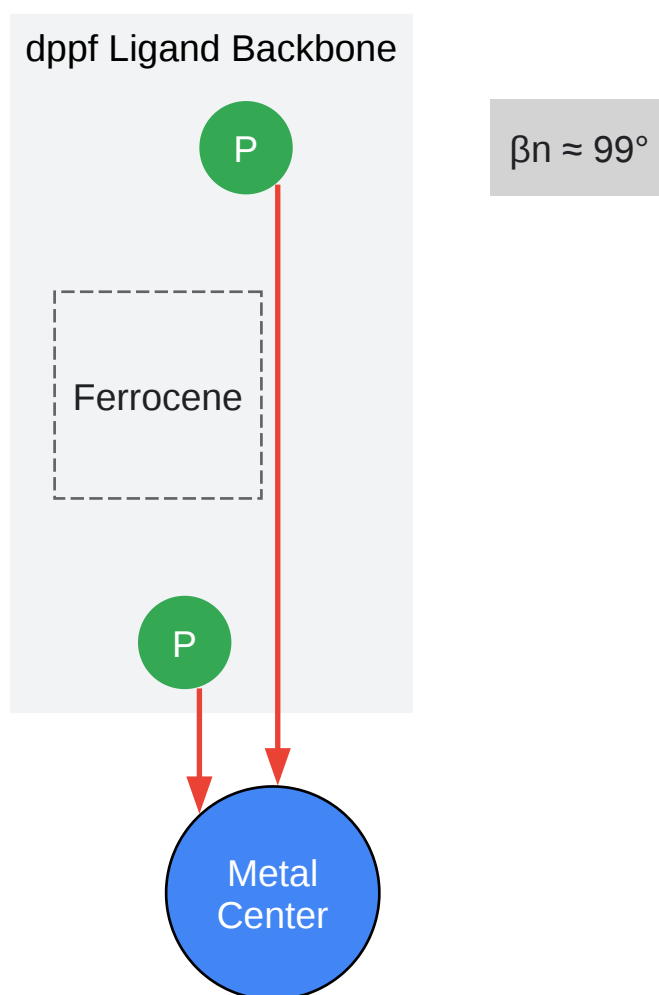 dppf Ligand Backbone
P
βn ≈ 99°
Ferrocene
P
Metal
Center